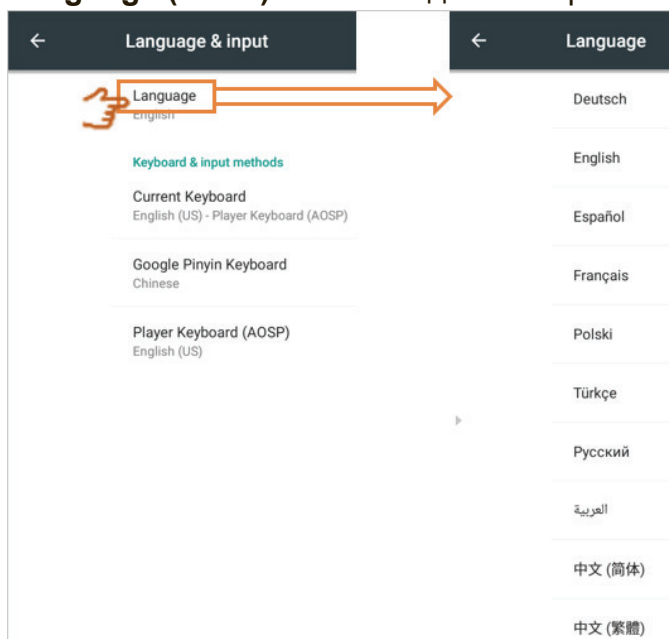 Language & input
Language
English
Keyboard & input methods
Current Keyboard
English (US) - Player Keyboard (AOSP)
Google Pinyin Keyboard
Chinese
Player Keyboard (AOSP)
English (US)
Language
Deutsch
English
Español
Français
Polski
Türkçe
Русский
العربية
中文 (简体)
中文 (繁體)